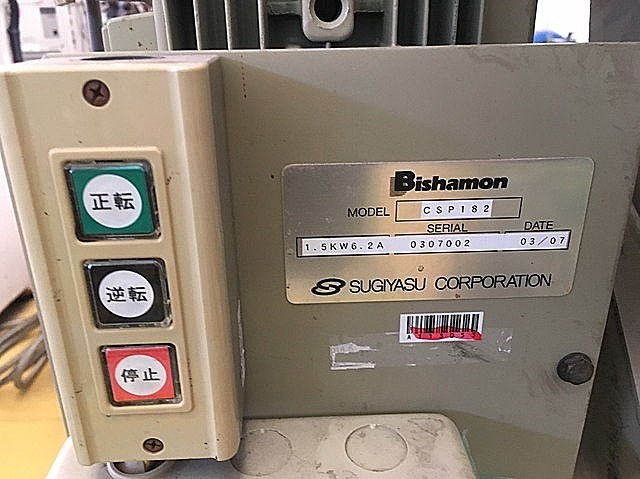 正転
逆転
停止
Bishamon
MODEL CSP182
SERIAL DATE
1.5KW6.2A 0307002 03/07
SUGIYASU CORPORATION